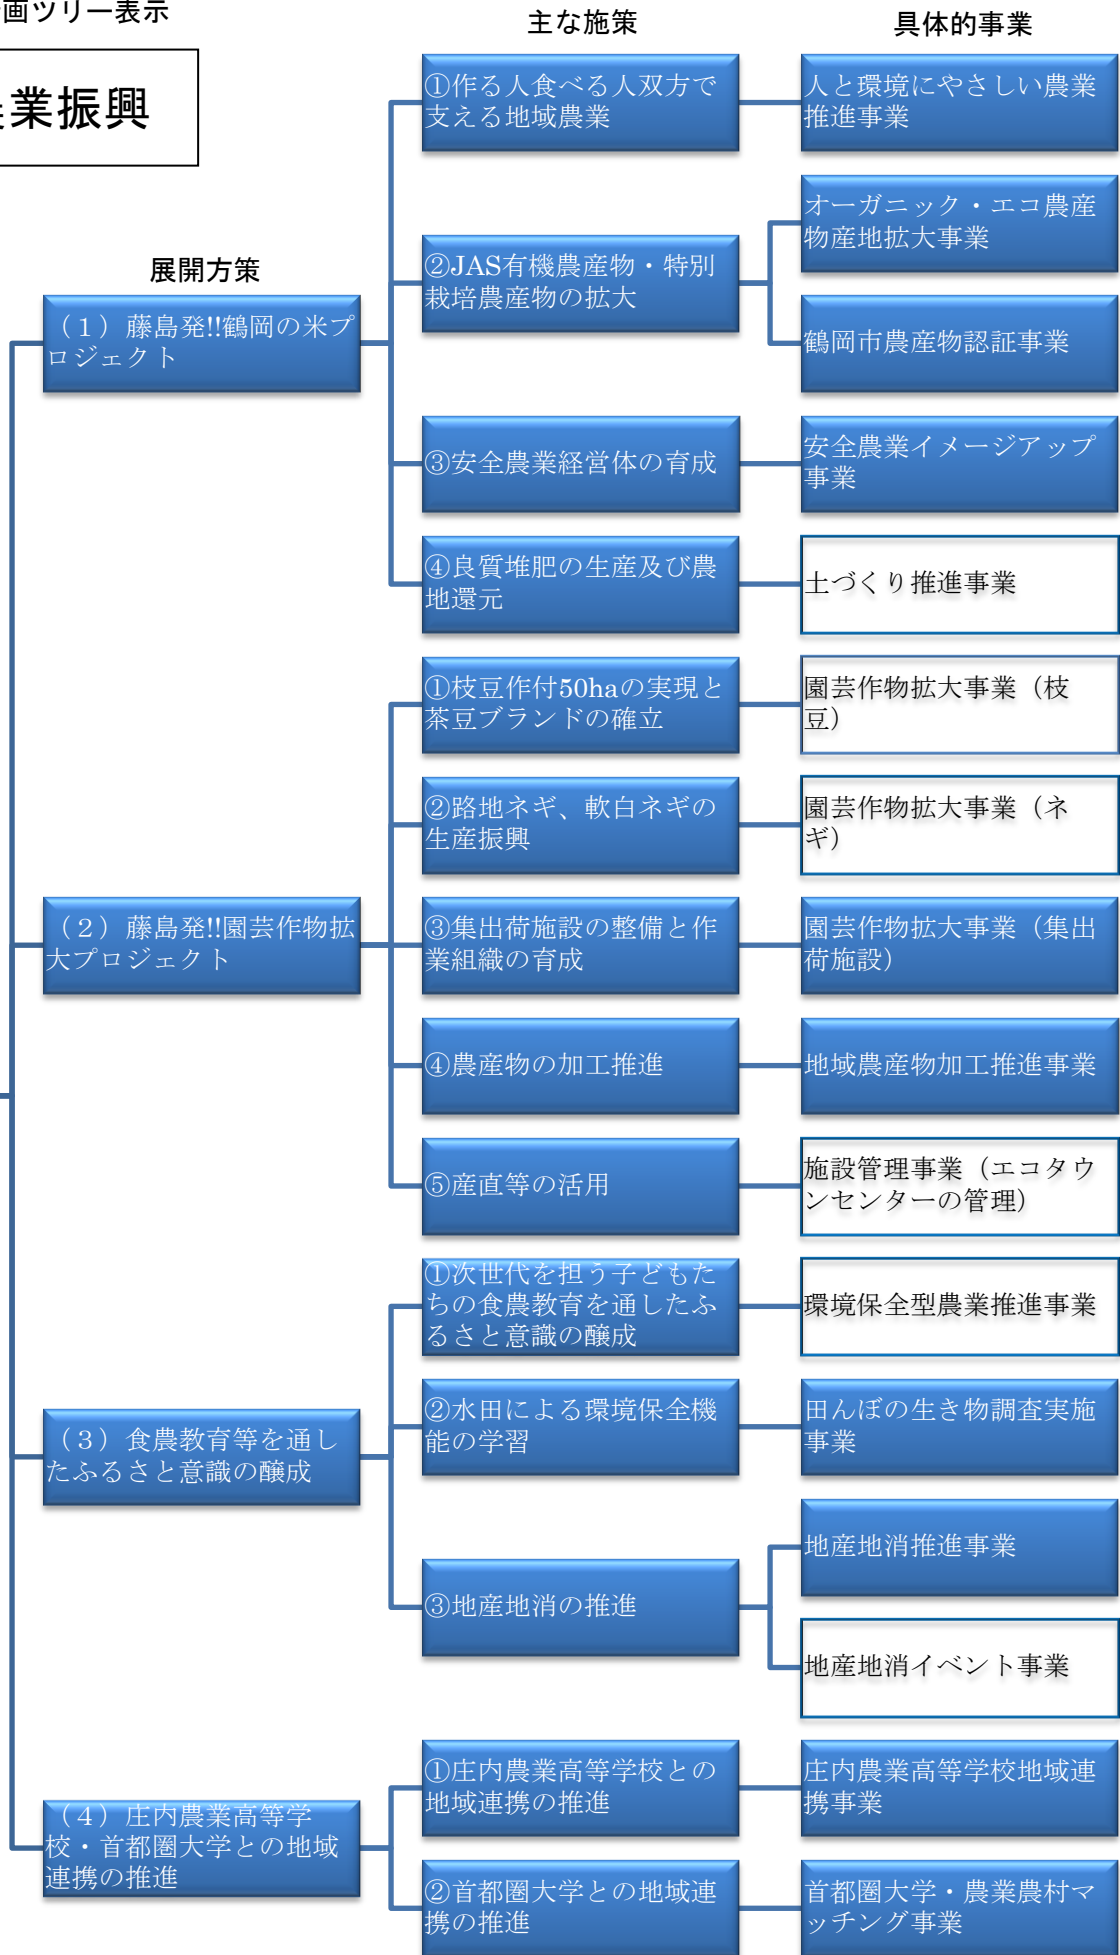 画ツリー表示
業振興
主な施策
具体的事業
展開方策
（１）藤島発!!鶴岡の米プ
ロジェクト
①作る人食べる人双方で
支える地域農業
人と環境にやさしい農業
推進事業
②JAS有機農産物・特別
栽培農産物の拡大
オーガニック・エコ農産
物産地拡大事業
鶴岡市農産物認証事業
③安全農業経営体の育成
安全農業イメージアップ
事業
④良質堆肥の生産及び農
地還元
土づくり推進事業
（２）藤島発!!園芸作物拡
大プロジェクト
①枝豆作付50haの実現と
茶豆ブランドの確立
園芸作物拡大事業（枝
豆）
②路地ネギ、軟白ネギの
生産振興
園芸作物拡大事業（ネ
ギ）
③集出荷施設の整備と作
業組織の育成
園芸作物拡大事業（集出
荷施設）
④農産物の加工推進
地域農産物加工推進事業
⑤産直等の活用
施設管理事業（エコタウ
ンセンターの管理）
（３）食農教育等を通し
たふるさと意識の醸成
①次世代を担う子どもた
ちの食農教育を通したふ
るさと意識の醸成
環境保全型農業推進事業
②水田による環境保全機
能の学習
田んぼの生き物調査実施
事業
③地産地消の推進
地産地消推進事業
地産地消イベント事業
（４）庄内農業高等学
校・首都圏大学との地域
連携の推進
①庄内農業高等学校との
地域連携の推進
庄内農業高等学校地域連
携事業
②首都圏大学との地域連
携の推進
首都圏大学・農業農村マ
ッチング事業